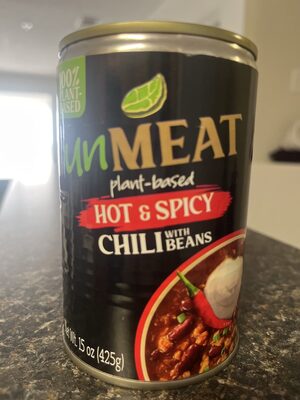 100%
PLANT-
BASED
unMEAT
plant-based
HOT & SPICY
CHILI WITH BEANS
Net Wt. 15 oz (425g)